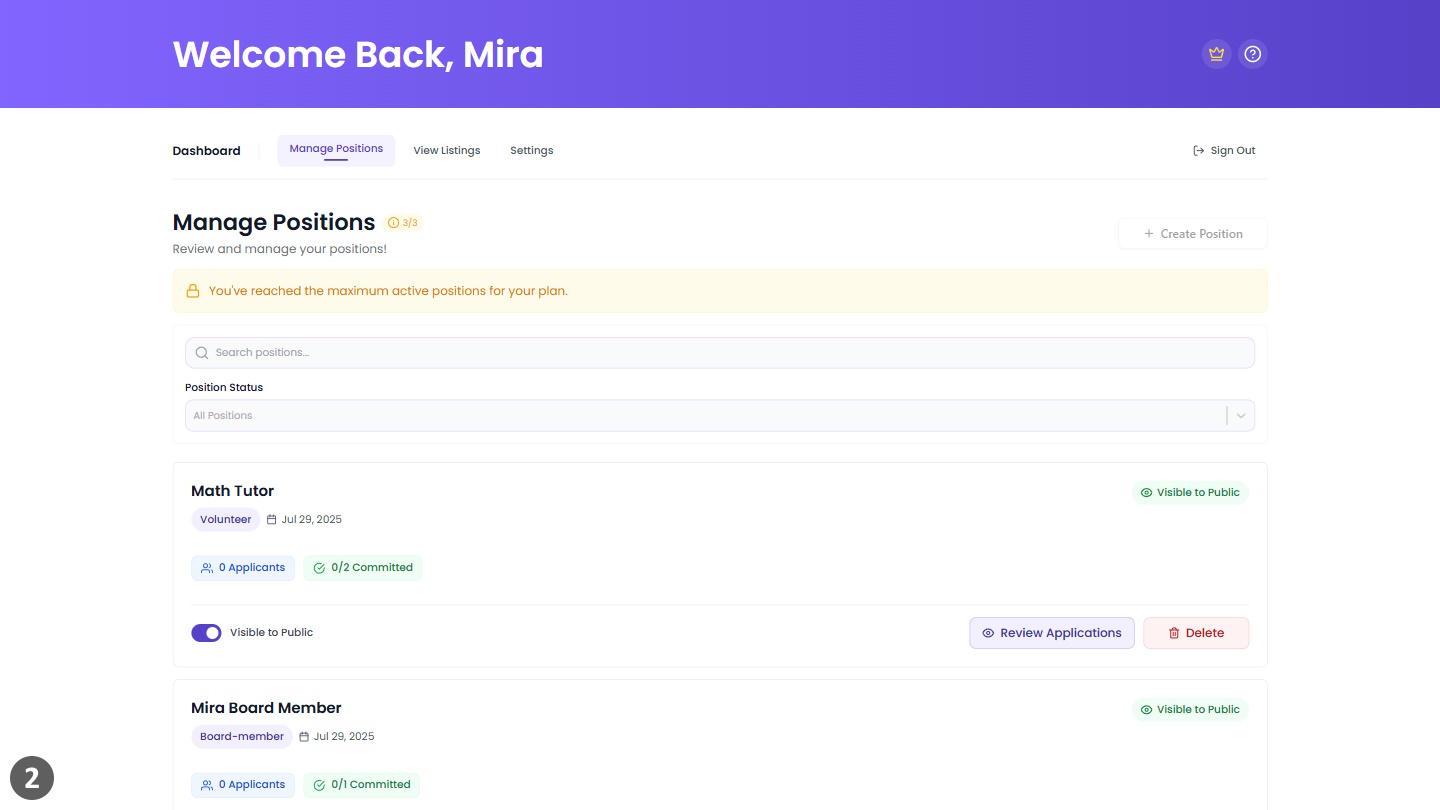 Welcome Back, Mira
Dashboard Manage Positions View Listings Settings Sign Out
Manage Positions 3/3
Review and manage your positions!
+ Create Position
You've reached the maximum active positions for your plan.
Search positions...
Position Status
All Positions
Math Tutor
Visible to Public
Volunteer Jul 29, 2025
0 Applicants 0/2 Committed
Visible to Public Review Applications Delete
Mira Board Member
Visible to Public
Board-member Jul 29, 2025
0 Applicants 0/1 Committed
2